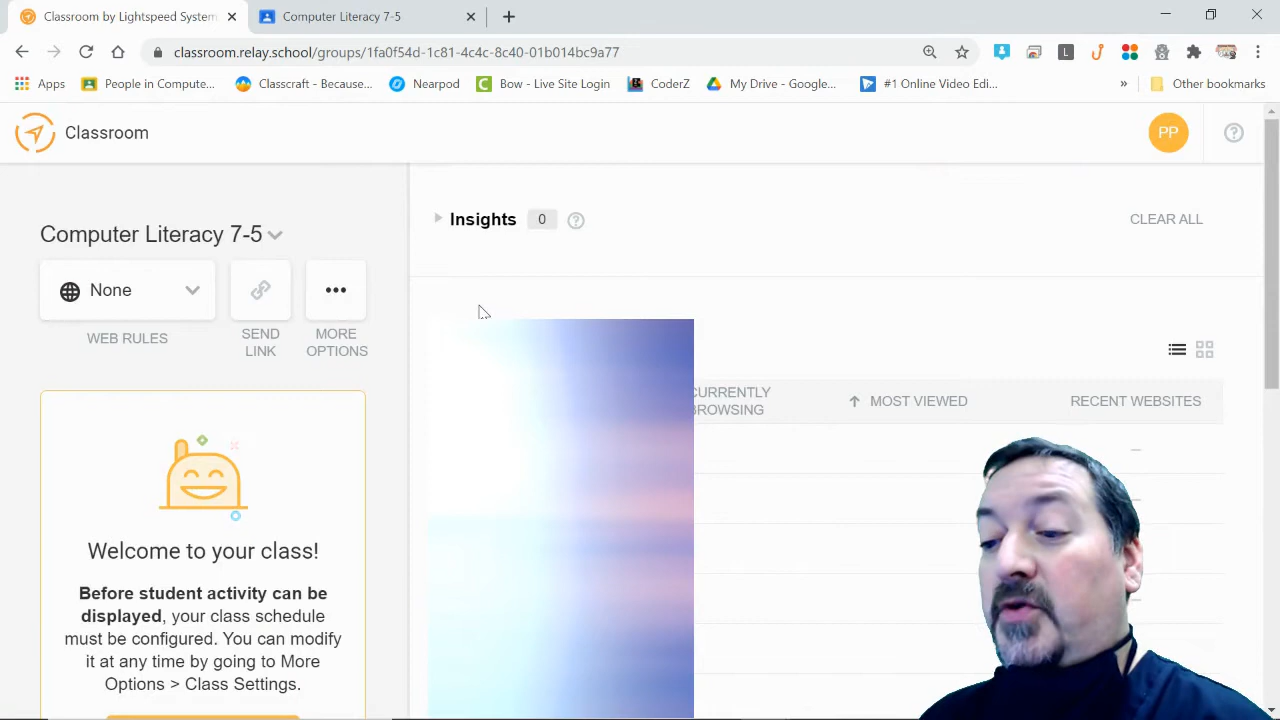 Classroom by Lightspeed System
Computer Literacy 7-5
classroom.relay.school/groups/1fa0f54d-1c81-4c4c-8c40-01b014bc9a77
L
Apps
People in Compute...
Classcraft - Because...
Nearpod
Bow - Live Site Login
CoderZ
My Drive - Google...
#1 Online Video Edi...
»
Other bookmarks
Classroom
PP
?
Computer Literacy 7-5
None
WEB RULES
SEND
LINK
MORE
OPTIONS
Welcome to your class!
Before student activity can be
displayed, your class schedule
must be configured. You can modify
it at any time by going to More
Options > Class Settings.
Insights 0 ?
CLEAR ALL
CURRENTLY
BROWSING
MOST VIEWED
RECENT WEBSITES